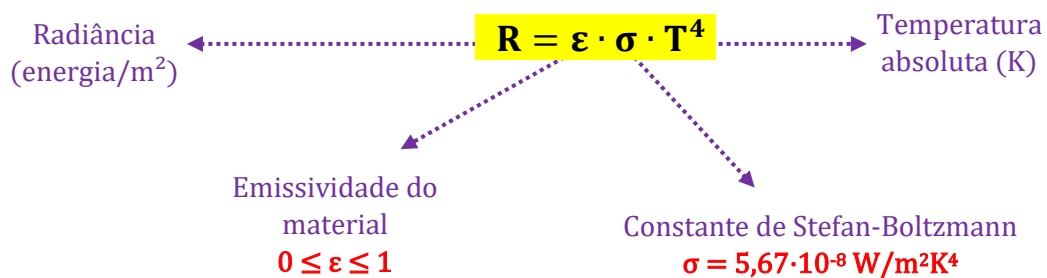 Radiância
(energia/m²)
R = ε · σ · T⁴
Temperatura
absoluta (K)
Emissividade do
material
0 ≤ ε ≤ 1
Constante de Stefan-Boltzmann
σ = 5,67·10⁻⁸ W/m²K⁴